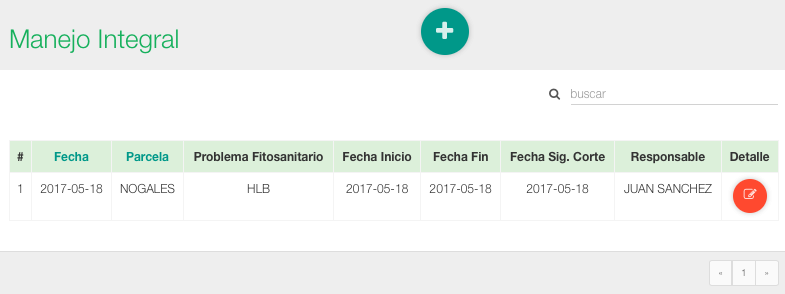 Manejo Integral
buscar
# Fecha Parcela Problema Fitosanitario Fecha Inicio Fecha Fin Fecha Sig. Corte Responsable Detalle
1 2017-05-18 NOGALES HLB 2017-05-18 2017-05-18 2017-05-18 JUAN SANCHEZ
« 1 »